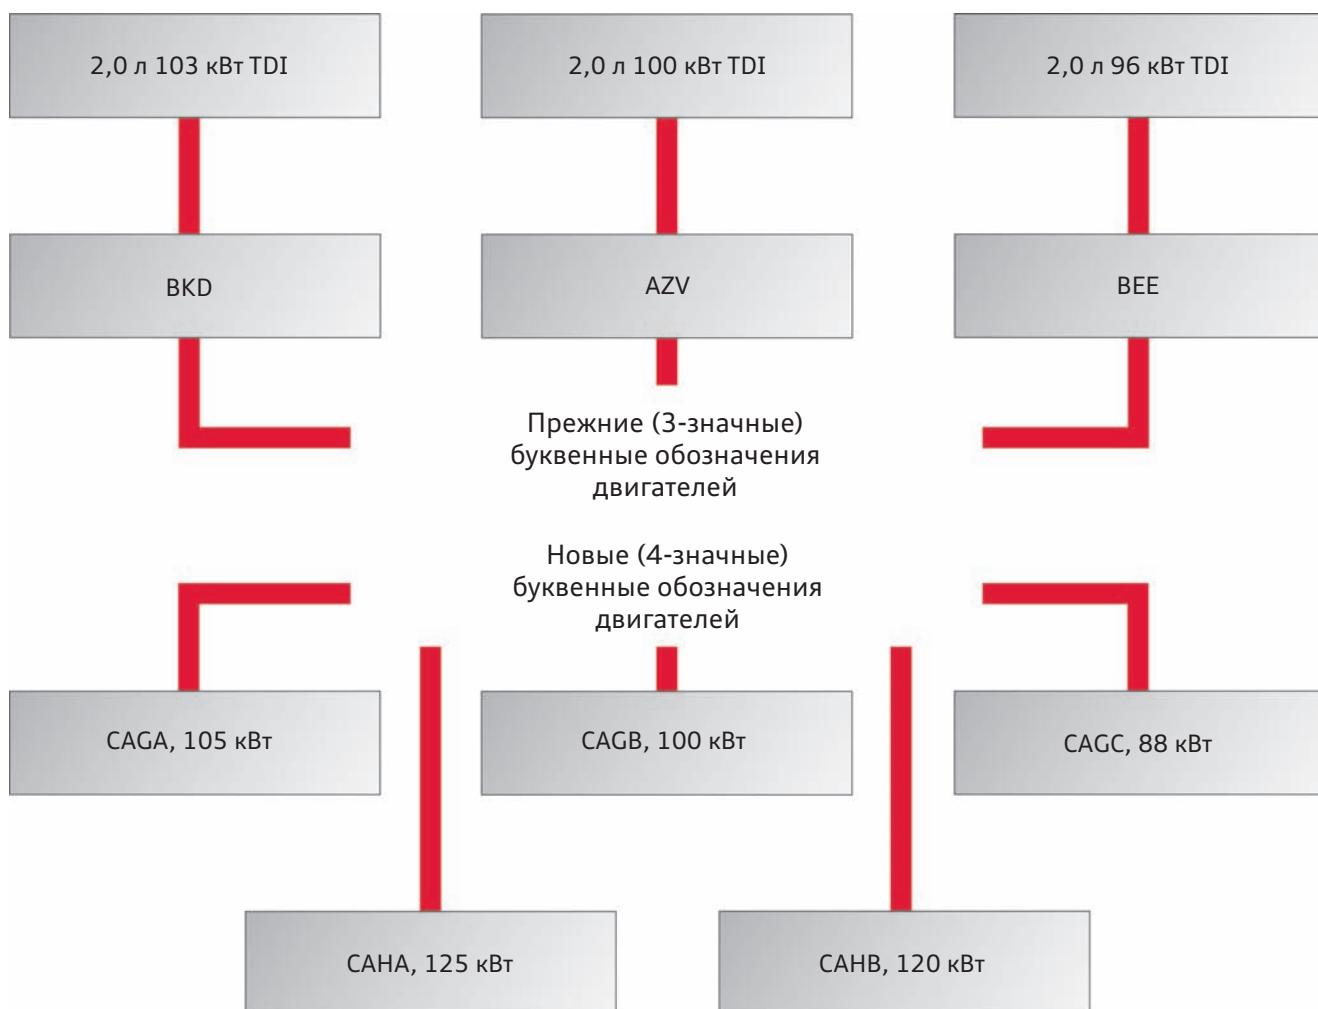 2,0 л 103 кВт TDI
2,0 л 100 кВт TDI
2,0 л 96 кВт TDI
BKD
AZV
BEE
Прежние (3-значные)
буквенные обозначения
двигателей
Новые (4-значные)
буквенные обозначения
двигателей
CAGA, 105 кВт
CAGB, 100 кВт
CAGC, 88 кВт
CAHA, 125 кВт
CAHB, 120 кВт